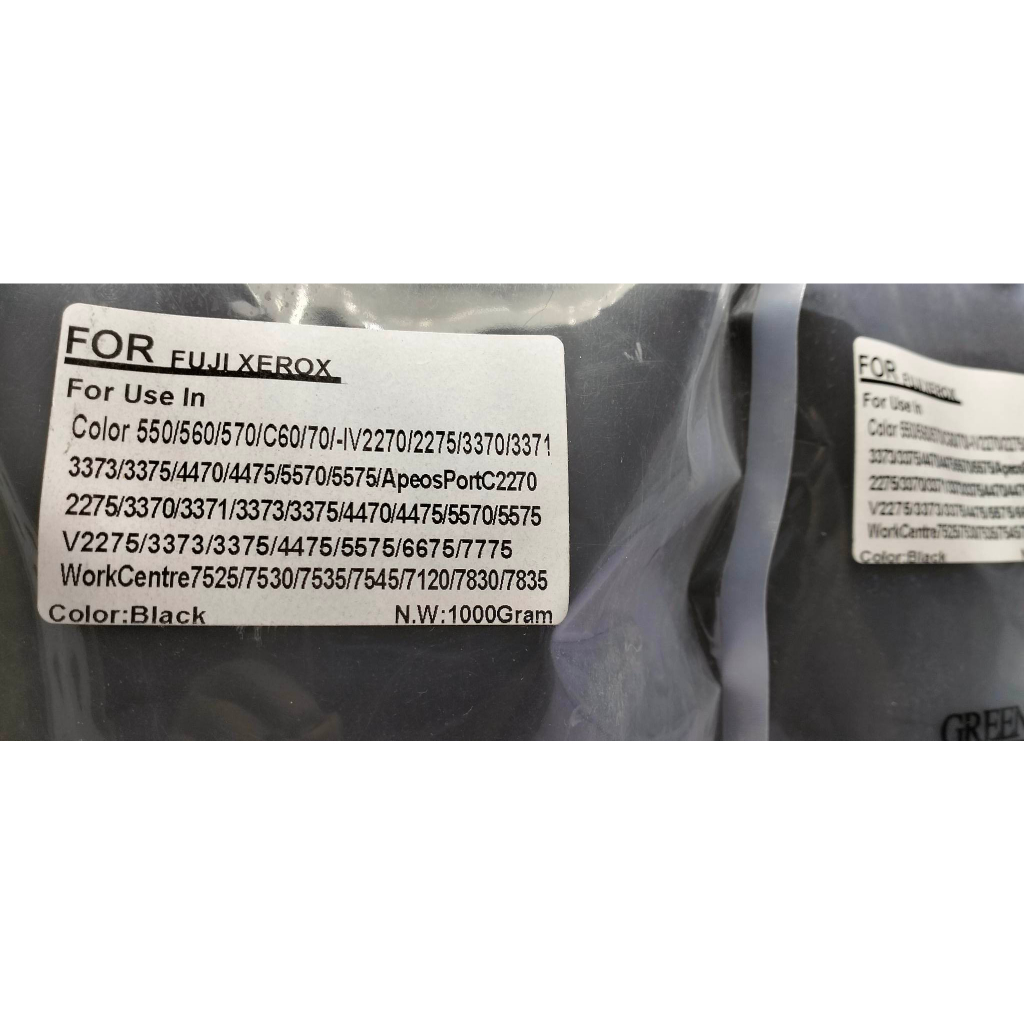 FOR FUJI XEROX
For Use In
Color 550/560/570/C60/70/-IV2270/2275/3370/3371
3373/3375/4470/4475/5570/5575/ApeosPortC2270
2275/3370/3371/3373/3375/4470/4475/5570/5575
V2275/3373/3375/4475/5575/6675/7775
WorkCentre7525/7530/7535/7545/7120/7830/7835
Color:Black N.W:1000Gram
FOR
For Use In
Color
Color:Black
GREEN